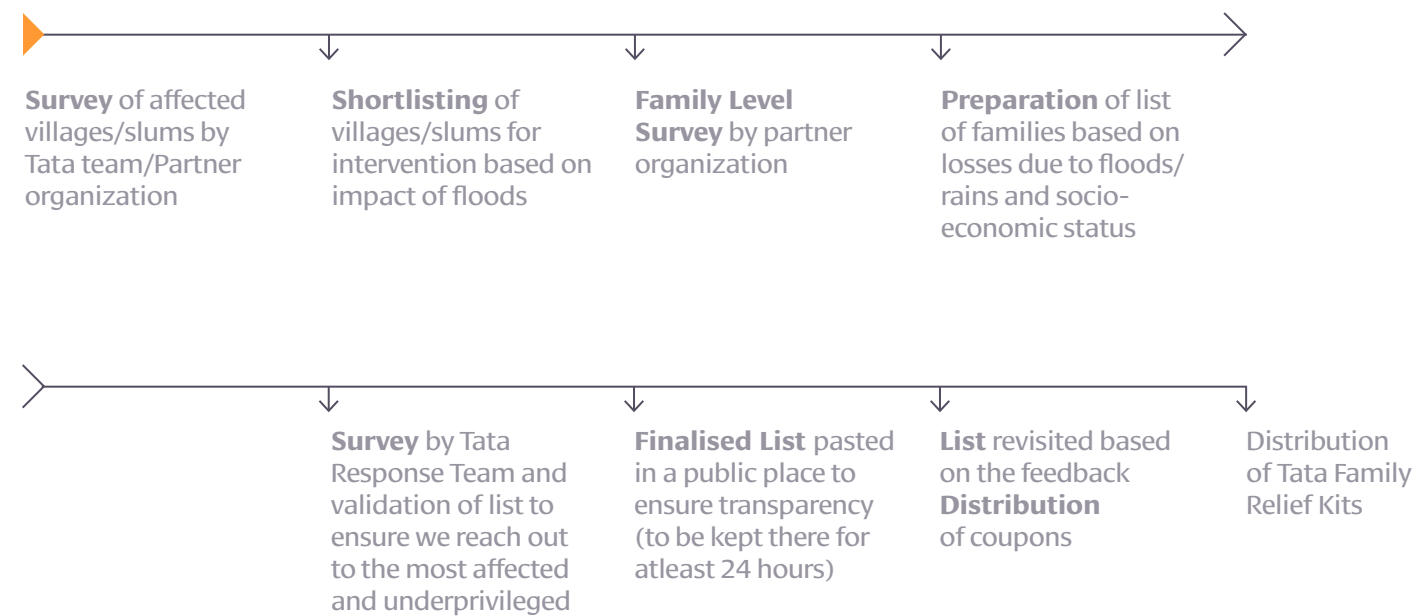 Survey of affected
villages/slums by
Tata team/Partner
organization
Shortlisting of
villages/slums for
intervention based on
impact of floods
Family Level
Survey by partner
organization
Preparation of list
of families based on
losses due to floods/
rains and socio-
economic status
Survey by Tata
Response Team and
validation of list to
ensure we reach out
to the most affected
and underprivileged
Finalised List pasted
in a public place to
ensure transparency
(to be kept there for
atleast 24 hours)
List revisited based
on the feedback
Distribution
of coupons
Distribution
of Tata Family
Relief Kits